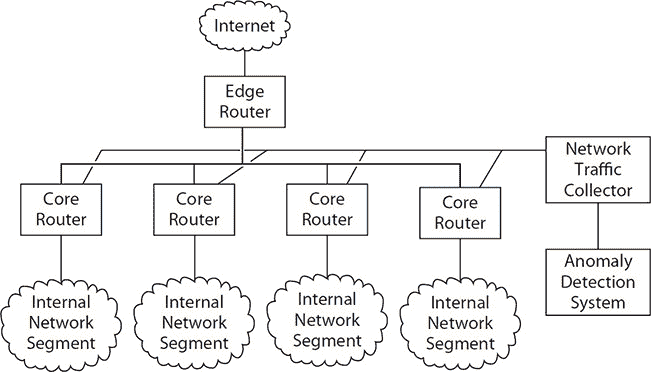 Internet
Edge
Router
Network
Traffic
Collector
Core
Router
Core
Router
Core
Router
Core
Router
Anomaly
Detection
System
Internal
Network
Segment
Internal
Network
Segment
Internal
Network
Segment
Internal
Network
Segment